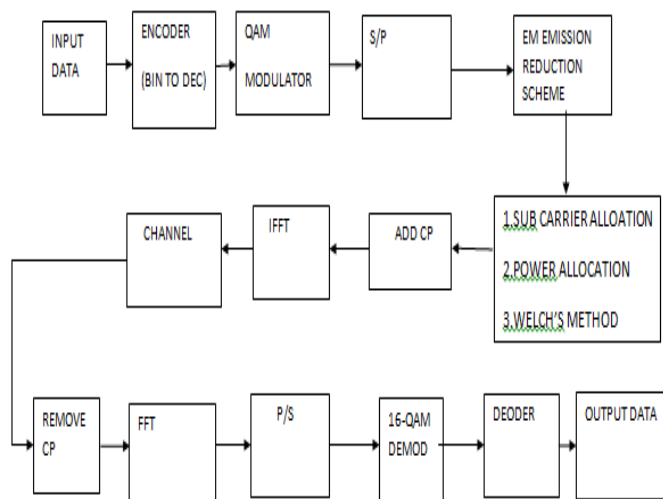 INPUT
DATA
ENCODER
(BIN TO DEC)
QAM
MODULATOR
S/P
EM EMISSION
REDUCTION
SCHEME
CHANNEL
IFFT
ADD CP
1.SUB CARRIER ALLOATION
2.POWER ALLOCATION
3.WELCH'S METHOD
REMOVE
CP
FFT
P/S
16-QAM
DEMOD
DEODER
OUTPUT DATA